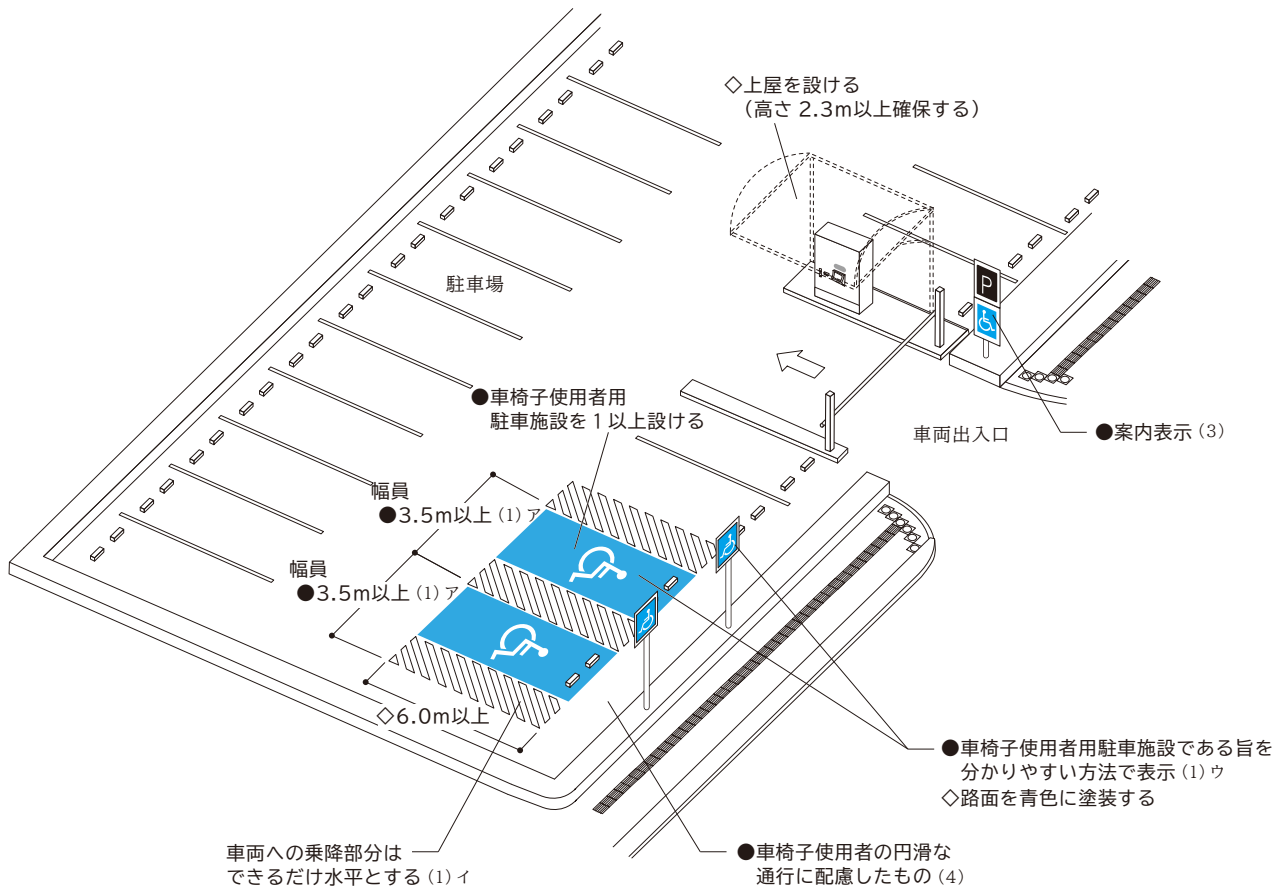 ◇上屋を設ける
(高さ 2.3m以上確保する)
駐車場
P
●車椅子使用者用
駐車施設を1以上設ける
車両出入口
●案内表示(3)
幅員
●3.5m以上(1)ア
幅員
●3.5m以上(1)ア
◇6.0m以上
●車椅子使用者用駐車施設である旨を
分かりやすい方法で表示(1)ウ
◇路面を青色に塗装する
車両への乗降部分は
できるだけ水平とする(1)イ
●車椅子使用者の円滑な
通行に配慮したもの(4)